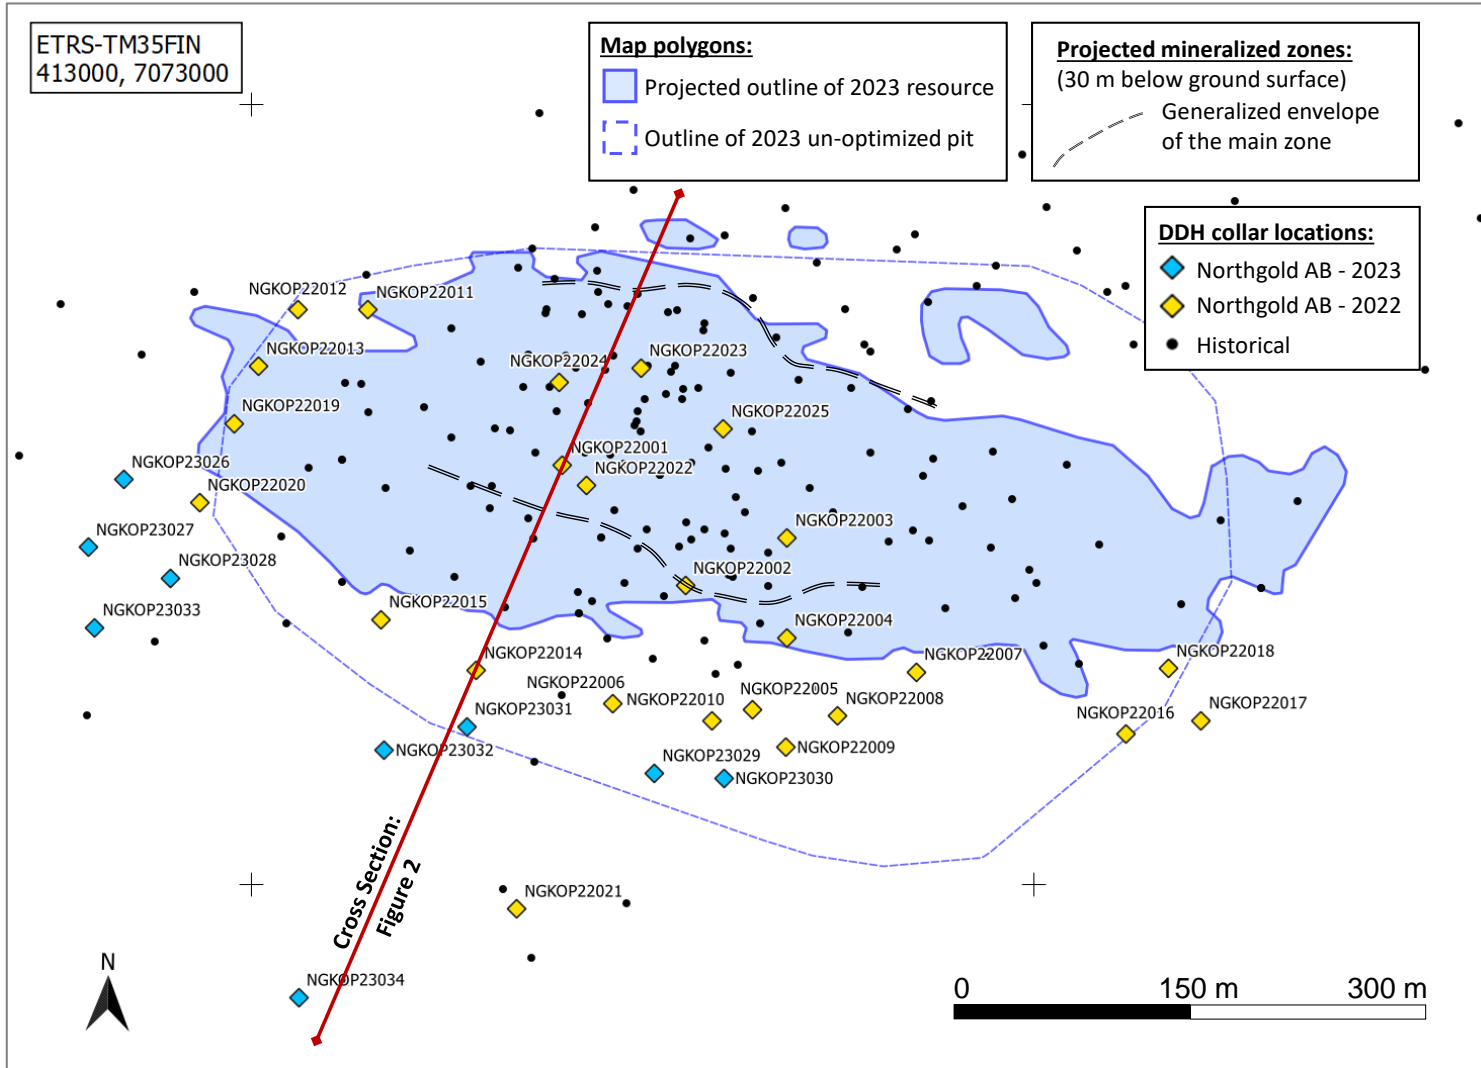 ETRS-TM35FIN
413000, 7073000
Map polygons:
Projected outline of 2023 resource
Outline of 2023 un-optimized pit
Projected mineralized zones:
(30 m below ground surface)
Generalized envelope
of the main zone
DDH collar locations:
Northgold AB - 2023
Northgold AB - 2022
Historical
NGKOP22012
NGKOP22011
NGKOP22013
NGKOP22024
NGKOP22023
NGKOP22019
NGKOP22025
NGKOP22001
NGKOP23026
NGKOP22022
NGKOP22020
NGKOP22003
NGKOP23027
NGKOP23028
NGKOP22002
NGKOP23033
NGKOP22015
NGKOP22004
NGKOP22014
NGKOP22007
NGKOP22018
NGKOP22006
NGKOP22010
NGKOP22005
NGKOP22008
NGKOP23031
NGKOP22016
NGKOP22017
NGKOP23032
NGKOP22009
NGKOP23029
NGKOP23030
Cross Section:
Figure 2
NGKOP22021
NGKOP23034
N
0 150 m 300 m